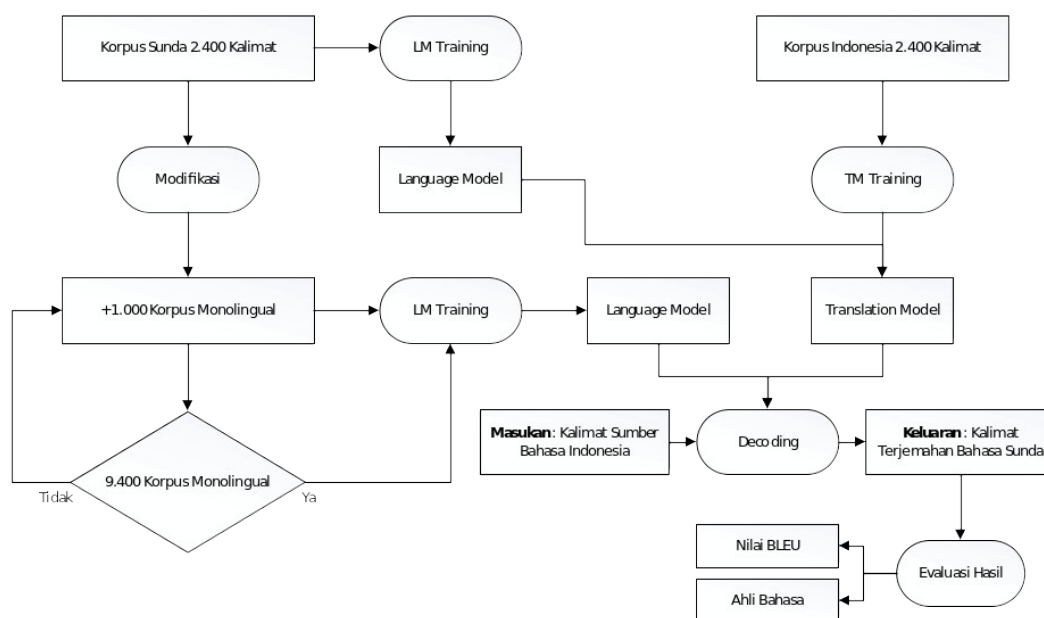 Korpus Sunda 2.400 Kalimat
LM Training
Korpus Indonesia 2.400 Kalimat
Modifikasi
Language Model
TM Training
+1.000 Korpus Monolingual
LM Training
Language Model
Translation Model
Masukan : Kalimat Sumber
Bahasa Indonesia
Decoding
Keluaran : Kalimat
Terjemahan Bahasa Sunda
9.400 Korpus Monolingual
Tidak
Ya
Nilai BLEU
Evaluasi Hasil
Ahli Bahasa